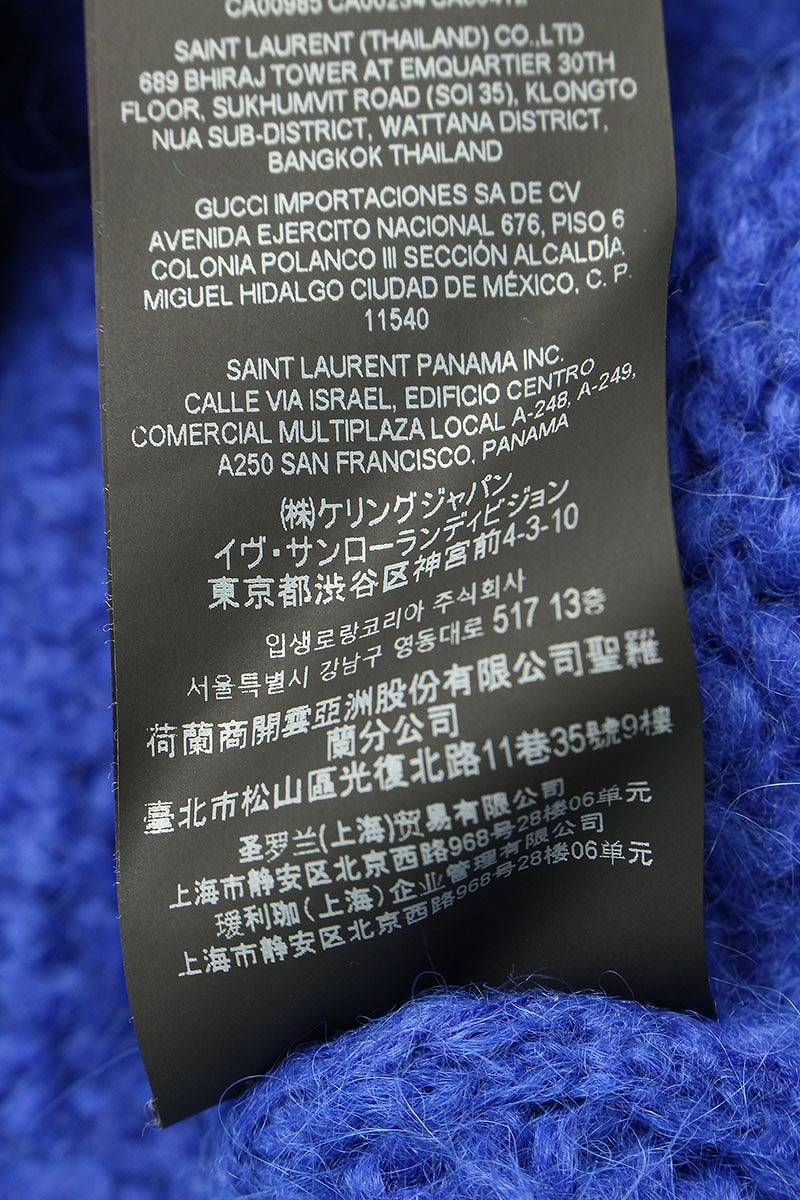 SAINT LAURENT (THAILAND) CO.,LTD
689 BHIRAJ TOWER AT EMQUARTIER 30TH
FLOOR, SUKHUMVIT ROAD (SOI 35), KLONGTO
NUA SUB-DISTRICT, WATTANA DISTRICT,
BANGKOK THAILAND
GUCCI IMPORTACIONES SA DE CV
AVENIDA EJERCITO NACIONAL 676, PISO 6
COLONIA POLANCO III SECCIÓN ALCALDÍA
MIGUEL HIDALGO CIUDAD DE MÉXICO, C. P.
11540
SAINT LAURENT PANAMA INC.
CALLE VIA ISRAEL, EDIFICIO CENTRO
COMERCIAL MULTIPLAZA LOCAL A-248, A-249,
A250 SAN FRANCISCO, PANAMA
(株)ケリングジャパン
イヴ・サンローランディビジョン
東京都渋谷区神宮前4-3-10
입생로랑코리아 주식회사
서울특별시 강남구 영동대로 517 13층
荷蘭商開雲亞洲股份有限公司聖羅
蘭分公司
臺北市松山區光復北路11巷35號9樓
圣罗兰(上海)贸易有限公司
上海市静安区北京西路968号28楼06单元
瑷利珈(上海)企业管理有限公司
上海市静安区北京西路968号28楼06单元